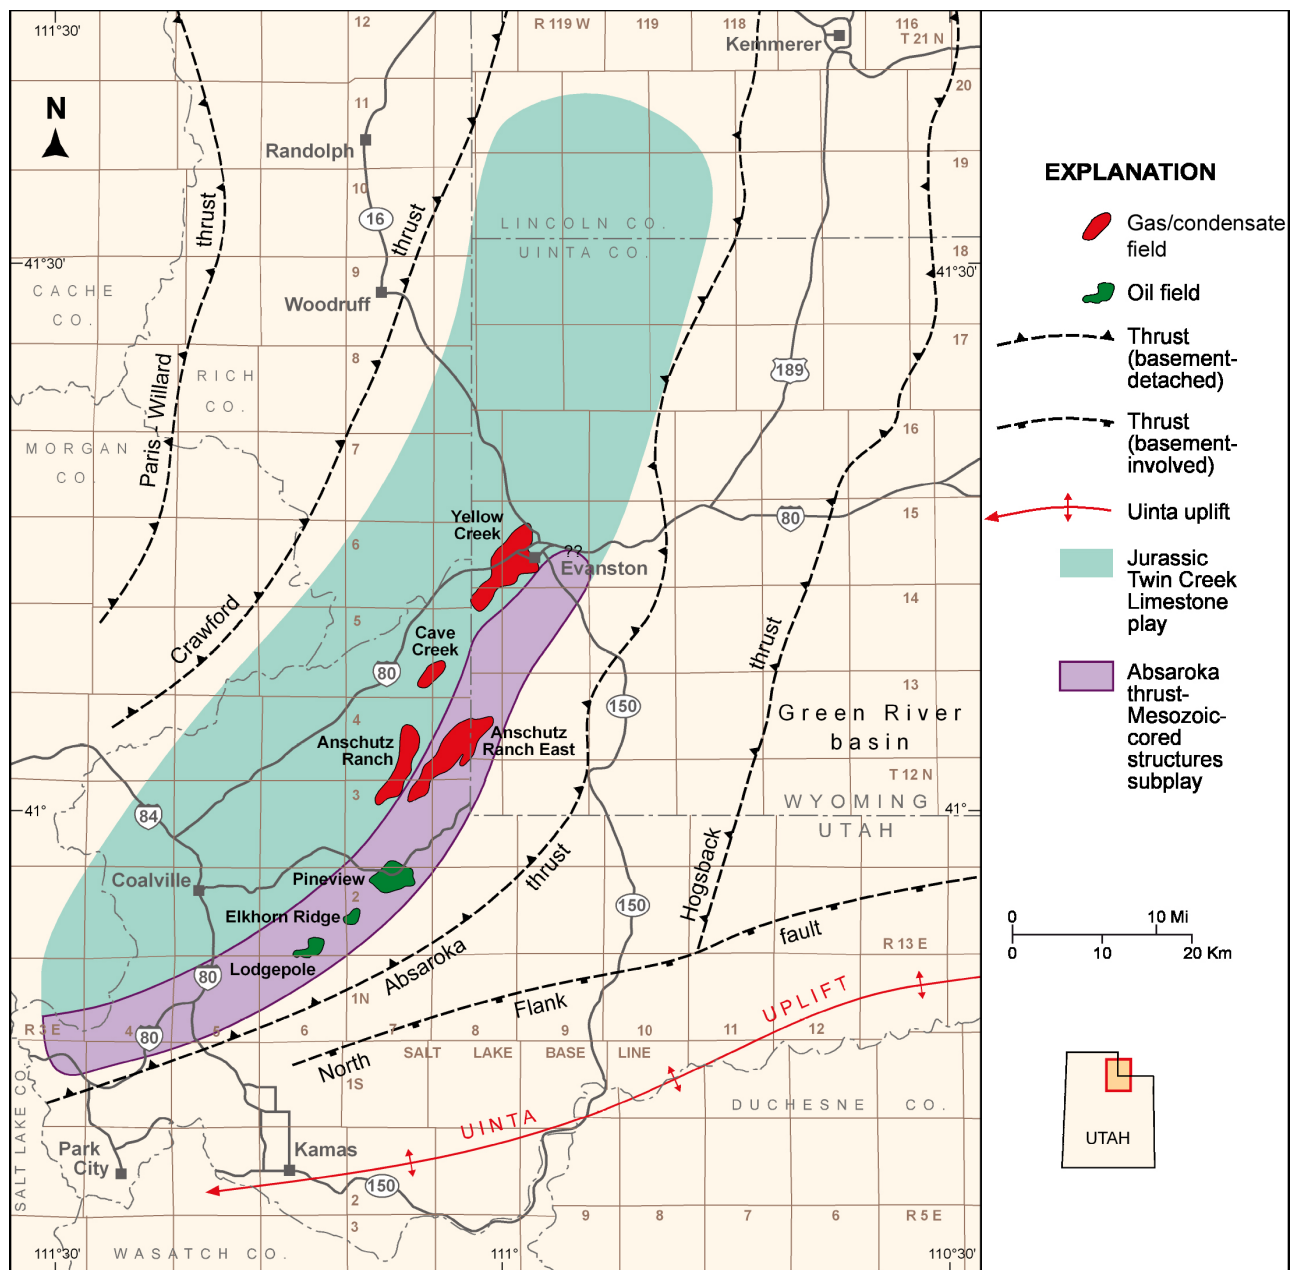 111°30'
12
R 119 W
119
118
116
T 21 N
Kemmerer
20
N
11
Randolph
19
10
16
thrust
thrust
LINCOLN CO.
UINTA CO.
18
41°30'
9
41°30'
CACHE
CO.
Woodruff
17
8
189
RICH
CO.
Paris - Willard
16
MORGAN
CO.
7
15
80
Yellow
Creek
6
??
Evanston
14
Crawford
5
Cave
Creek
thrust
80
13
150
4
Green River
basin
Anschutz
Ranch
Anschutz
Ranch East
T 12 N
3
WYOMING
41°
41°
84
UTAH
Hogsback
thrust
Coalville
Pineview
2
150
Elkhorn Ridge
Lodgepole
fault
R 13 E
80
Absaroka
1N
Flank
UPLIFT
R 3 E
4
5
6
7
8
9
10
11
12
80
North
SALT LAKE BASE LINE
1S
DUCHESNE CO.
UINTA
SALT LAKE CO.
Park
City
Kamas
150
2
3
9
8
7
6
R 5 E
WASATCH CO.
111°30'
111°
110°30'
EXPLANATION
Gas/condensate
field
Oil field
Thrust
(basement-
detached)
Thrust
(basement-
involved)
Uinta uplift
Jurassic
Twin Creek
Limestone
play
Absaroka
thrust-
Mesozoic-
cored
structures
subplay
0
10 Mi
0
10
20 Km
UTAH